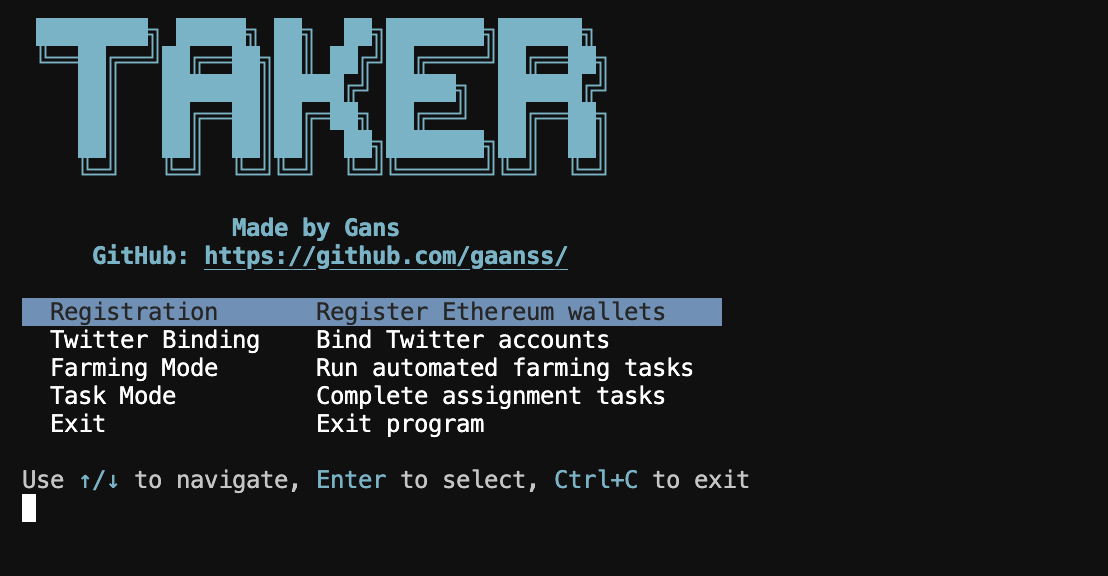 TAKER
Made by Gans
GitHub: https://github.com/gaanss/
Registration Register Ethereum wallets
Twitter Binding Bind Twitter accounts
Farming Mode Run automated farming tasks
Task Mode Complete assignment tasks
Exit Exit program
Use ↑/↓ to navigate, Enter to select, Ctrl+C to exit